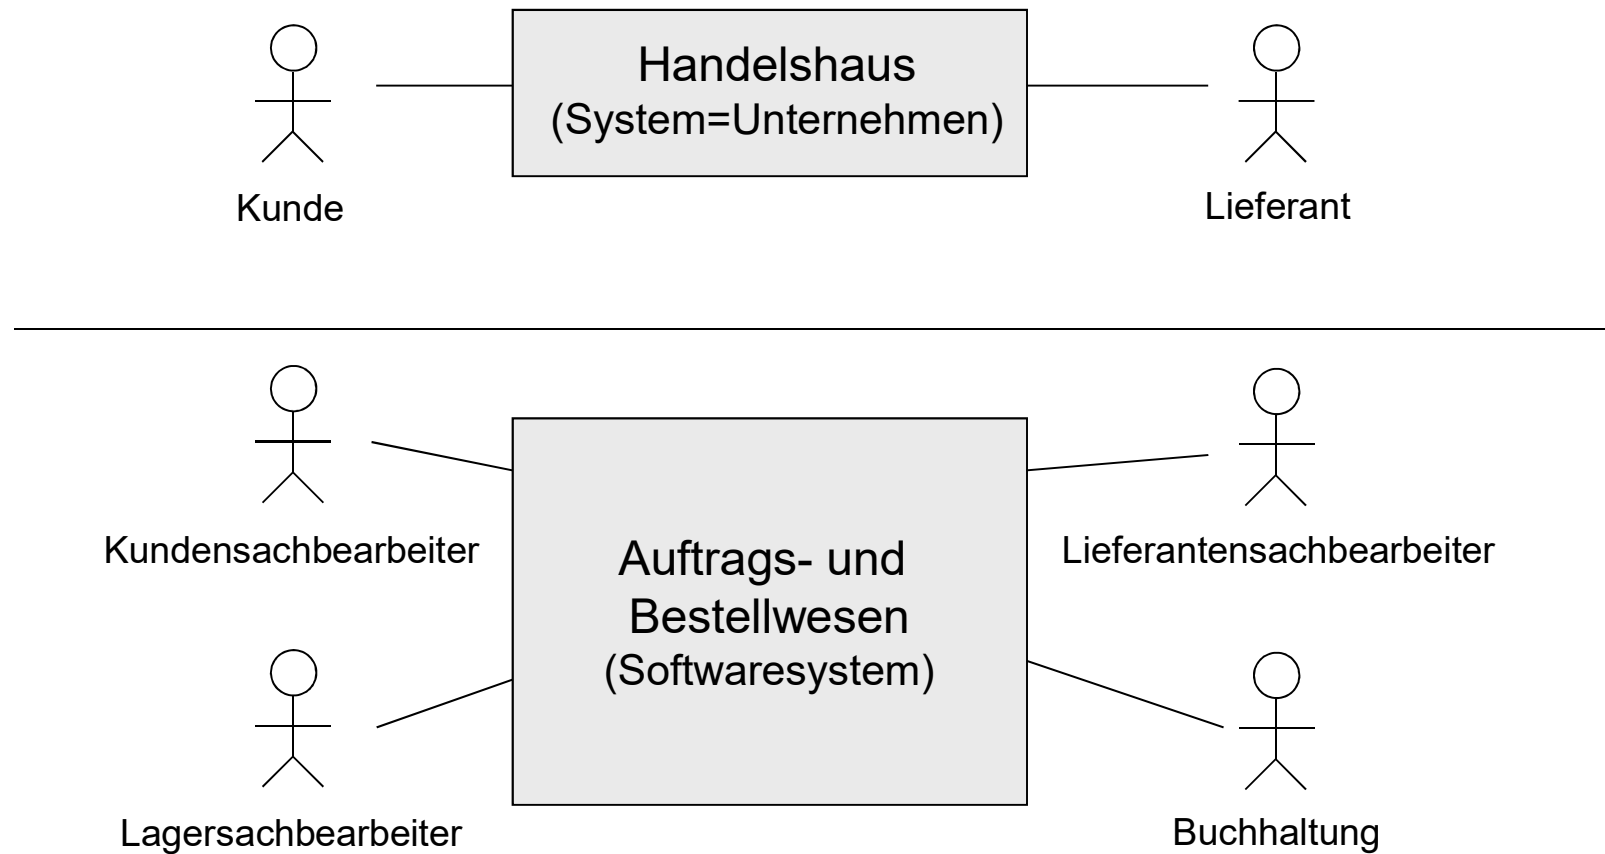 Handelshaus
(System=Unternehmen)
Kunde
Lieferant
Kundensachbearbeiter
Lieferantensachbearbeiter
Auftrags- und
Bestellwesen
(Softwaresystem)
Lagersachbearbeiter
Buchhaltung